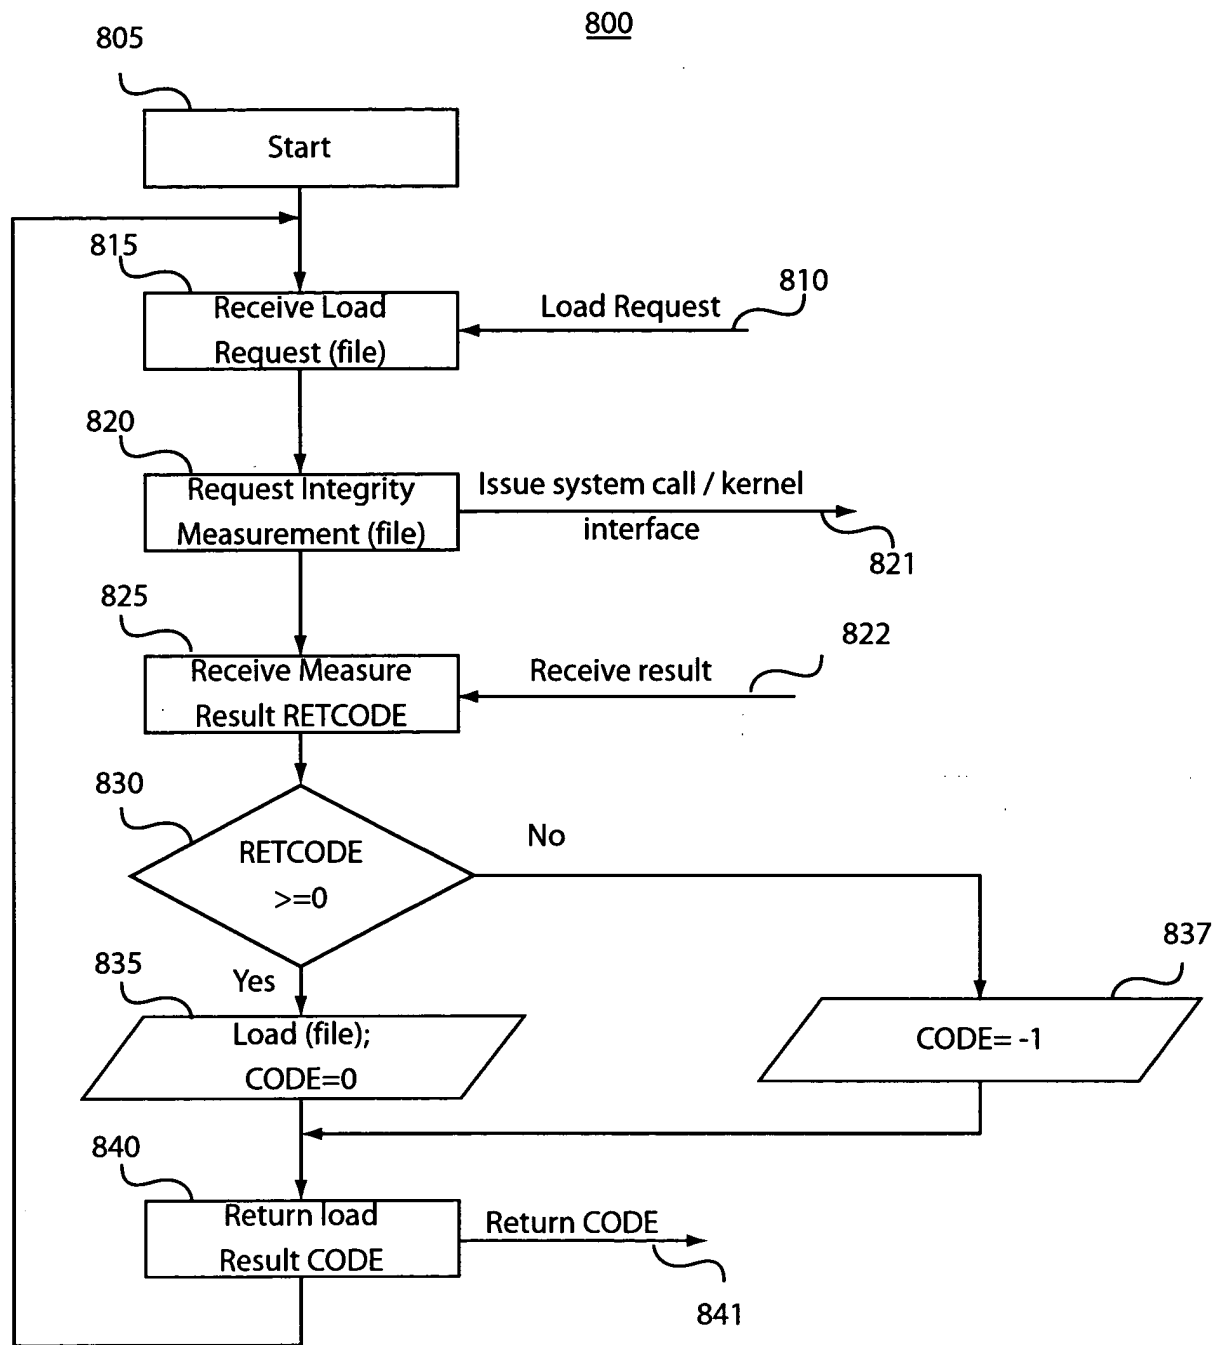 800
805
Start
815
Receive Load
Request (file)
Load Request
810
820
Request Integrity
Measurement (file)
Issue system call / kernel
interface
821
825
Receive Measure
Result RETCODE
Receive result
822
830
RETCODE
>=0
No
Yes
835
Load (file);
CODE=0
837
CODE= -1
840
Return load
Result CODE
Return CODE
841